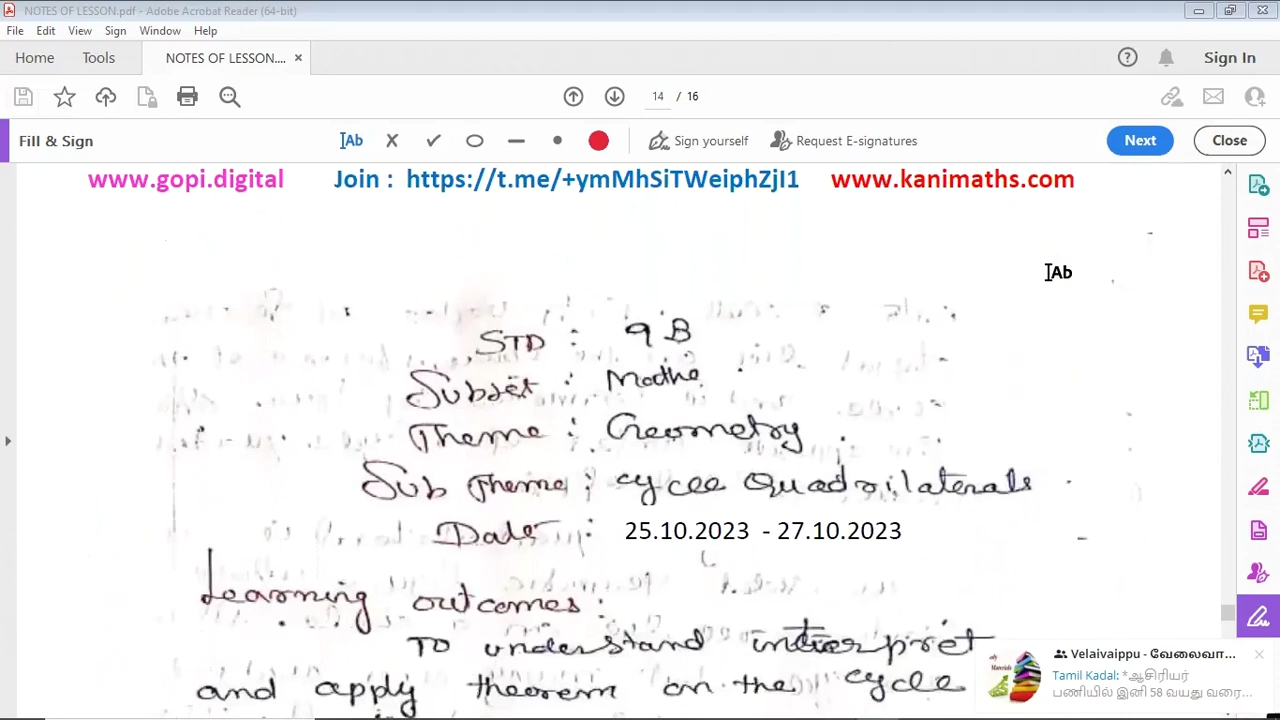 NOTES OF LESSON.pdf - Adobe Acrobat Reader (64-bit)
File Edit View Sign Window Help
Home Tools NOTES OF LESSON.... ×
Sign In
14 / 16
Fill & Sign Ab Sign yourself Request E-signatures Next Close
www.gopi.digital Join : https://t.me/+ymMhSiTWeiphZjI1 www.kanimaths.com
Ab
STD : 9 B
Subset : Maths
Theme : Geometry
Sub Theme : cycle Quadrilaterals
Date : 25.10.2023 - 27.10.2023
Learning outcomes :
To understand interpret
and apply theorem on the cycle
Velaivaippu - வேலைவா...
Tamil Kadal: *ஆசிரியர்
பணியில் இனி 58 வயது வரை...